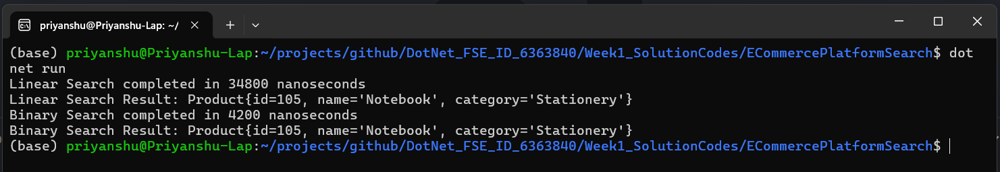 priyanshu@Priyanshu-Lap: ~/
(base) priyanshu@Priyanshu-Lap:~/projects/github/DotNet_FSE_ID_6363840/Week1_SolutionCodes/ECommercePlatformSearch$ dot
net run
Linear Search completed in 34800 nanoseconds
Linear Search Result: Product{id=105, name='Notebook', category='Stationery'}
Binary Search completed in 4200 nanoseconds
Binary Search Result: Product{id=105, name='Notebook', category='Stationery'}
(base) priyanshu@Priyanshu-Lap:~/projects/github/DotNet_FSE_ID_6363840/Week1_SolutionCodes/ECommercePlatformSearch$